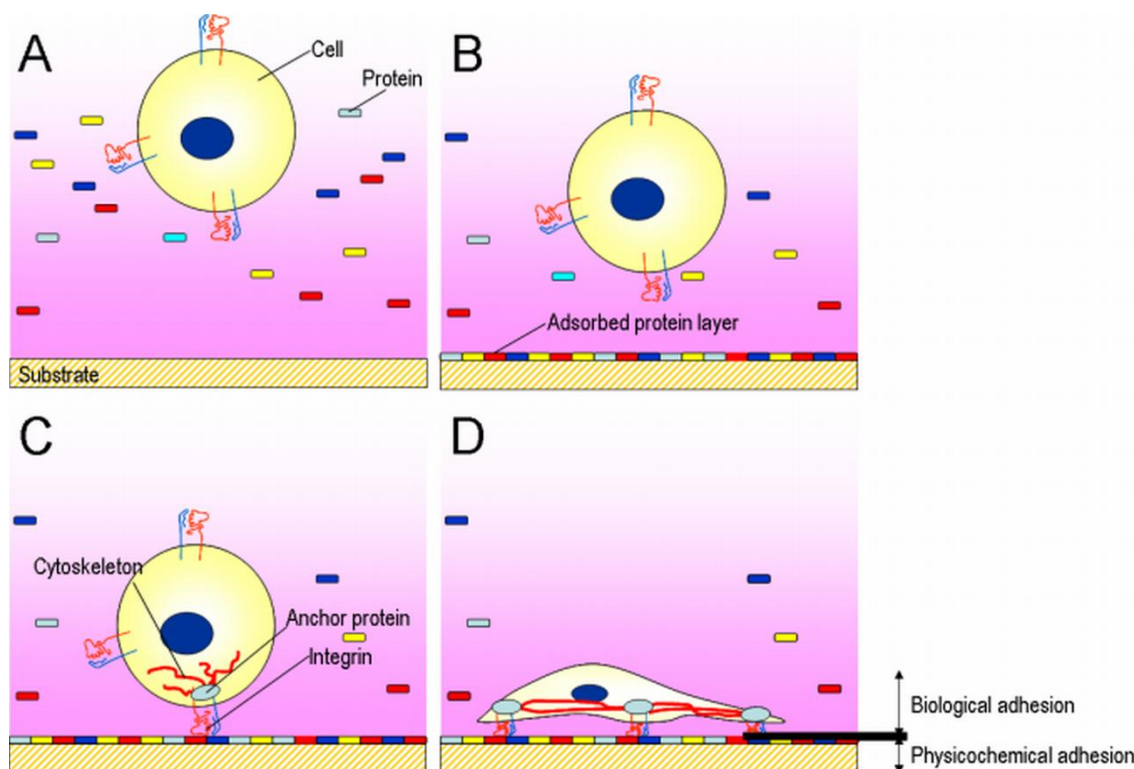 A
Cell
Protein
Substrate
B
Adsorbed protein layer
C
Cytoskeleton
Anchor protein
Integrin
D
Biological adhesion
Physicochemical adhesion